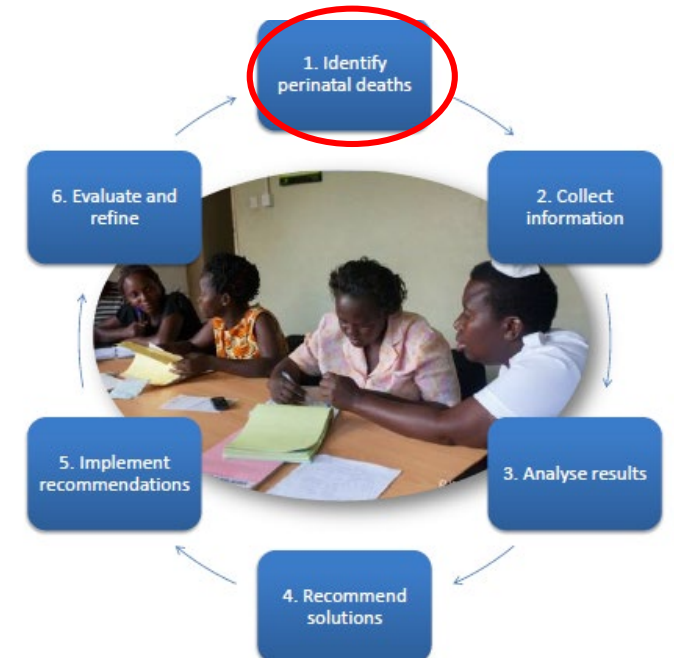 1. Identify
perinatal deaths
2. Collect
information
3. Analyse results
4. Recommend
solutions
5. Implement
recommendations
6. Evaluate and
refine